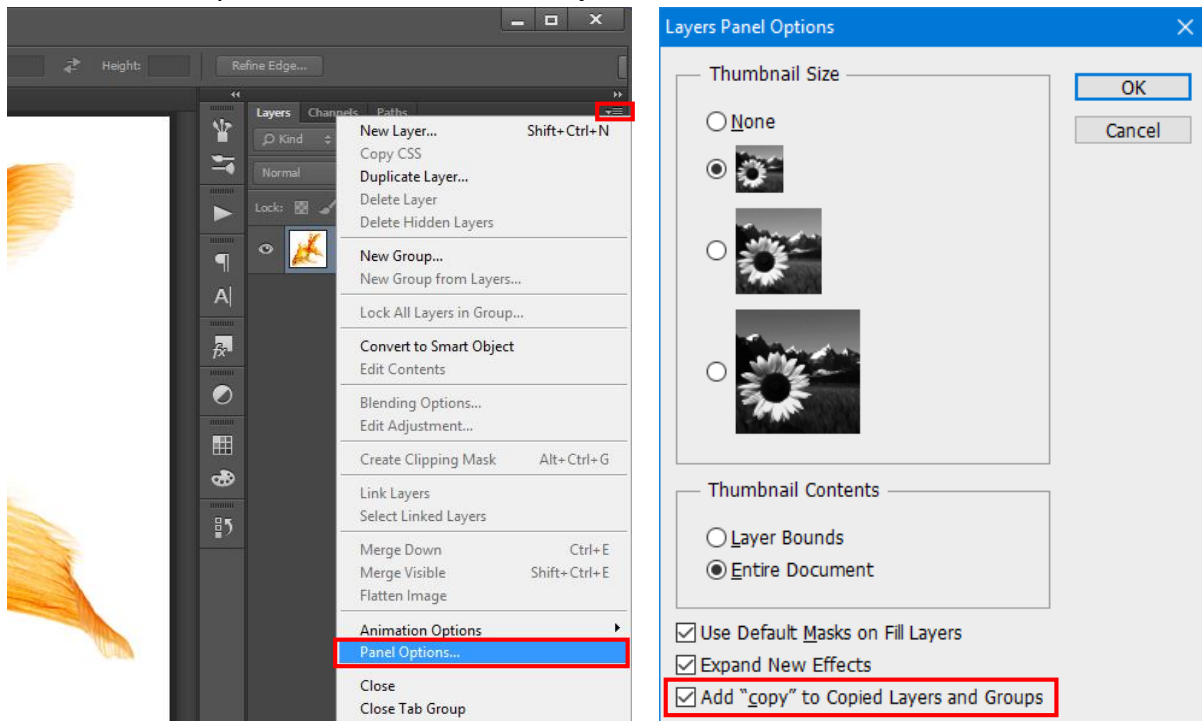 Height:
Refine Edge...
Layers Channels Paths
Kind
Normal
Lock:
New Layer... Shift+Ctrl+N
Copy CSS
Duplicate Layer...
Delete Layer
Delete Hidden Layers
New Group...
New Group from Layers...
Lock All Layers in Group...
Convert to Smart Object
Edit Contents
Blending Options...
Edit Adjustment...
Create Clipping Mask Alt+Ctrl+G
Link Layers
Select Linked Layers
Merge Down Ctrl+E
Merge Visible Shift+Ctrl+E
Flatten Image
Animation Options
Panel Options...
Close
Close Tab Group
Layers Panel Options
Thumbnail Size
OK
None
Cancel
Thumbnail Contents
Layer Bounds
Entire Document
Use Default Masks on Fill Layers
Expand New Effects
Add “copy” to Copied Layers and Groups